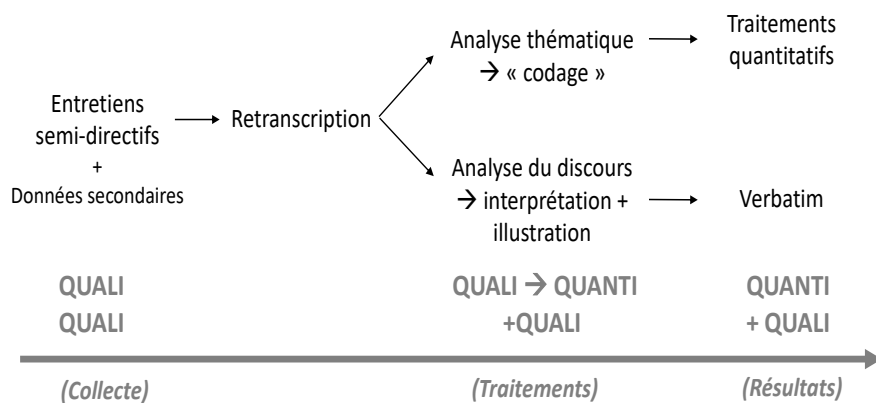 Entretiens
semi-directifs
+
Données secondaires
Retranscription
Analyse thématique
→ « codage »
Traitements
quantitatifs
Analyse du discours
→ interprétation +
illustration
Verbatim
QUALI
QUALI
QUALI → QUANTI
+QUALI
QUANTI
+ QUALI
(Collecte)
(Traitements)
(Résultats)